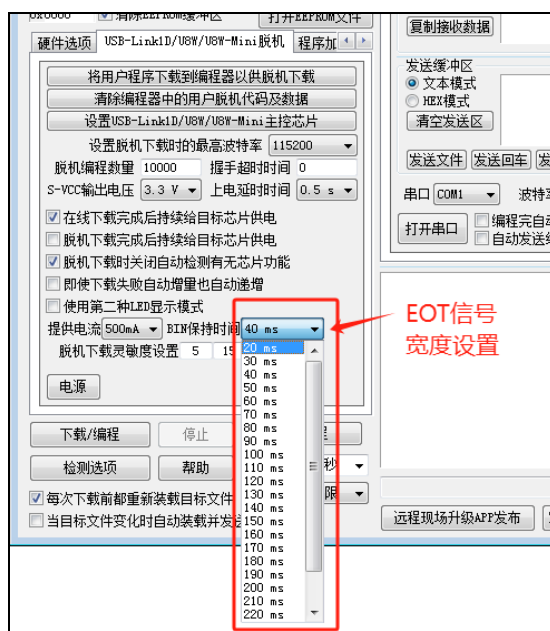 0x0000 清除EEPROM缓冲区 打开EEPROM文件
硬件选项 USB-Link1D/U8W/U8W-Mini脱机 程序加
将用户程序下载到编程器以供脱机下载
清除编程器中的用户脱机代码及数据
设置USB-Link1D/U8W/U8W-Mini主控芯片
设置脱机下载时的最高波特率 115200
脱机编程数量 10000 握手超时时间 0
S-VCC输出电压 3.3 V 上电延时时间 0.5 s
在线下载完成后持续给目标芯片供电
脱机下载完成后持续给目标芯片供电
脱机下载时关闭自动检测有无芯片功能
即使下载失败自动增量也自动递增
使用第二种LED显示模式
提供电流 500mA BIN保持时间 40 ms
脱机下载灵敏度设置 5 15
电源
20 ms
30 ms
40 ms
50 ms
60 ms
70 ms
80 ms
90 ms
100 ms
110 ms
120 ms
130 ms
140 ms
150 ms
160 ms
170 ms
180 ms
190 ms
200 ms
210 ms
220 ms
下载/编程 停止
检测选项 帮助 秒
每次下载前都重新装载目标文件 限
当目标文件变化时自动装载并发送
复制接收数据
发送缓冲区
文本模式
HEX模式
清空发送区
发送文件 发送回车 发
串口 COM1 波特率
打开串口 编程完自动
自动发送
EOT信号
宽度设置
远程现场升级APP发布